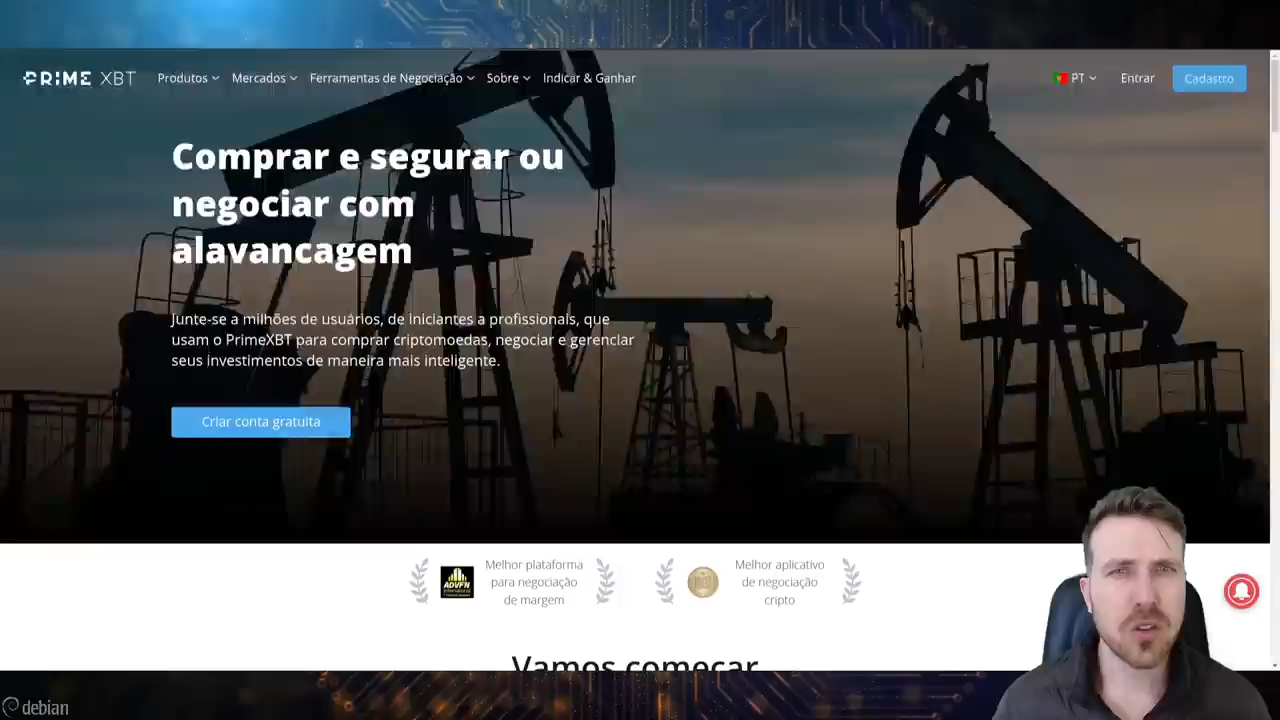 PRIME XBT Produtos Mercados Ferramentas de Negociação Sobre Indicar & Ganhar PT Entrar Cadastro
Comprar e segurar ou
negociar com
alavancagem
Junte-se a milhões de usuários, de iniciantes a profissionais, que
usam o PrimeXBT para comprar criptomoedas, negociar e gerenciar
seus investimentos de maneira mais inteligente.
Criar conta gratuita
ADVFN
Melhor plataforma
para negociação
de margem
Melhor aplicativo
de negociação
cripto
Vamos começar
debian